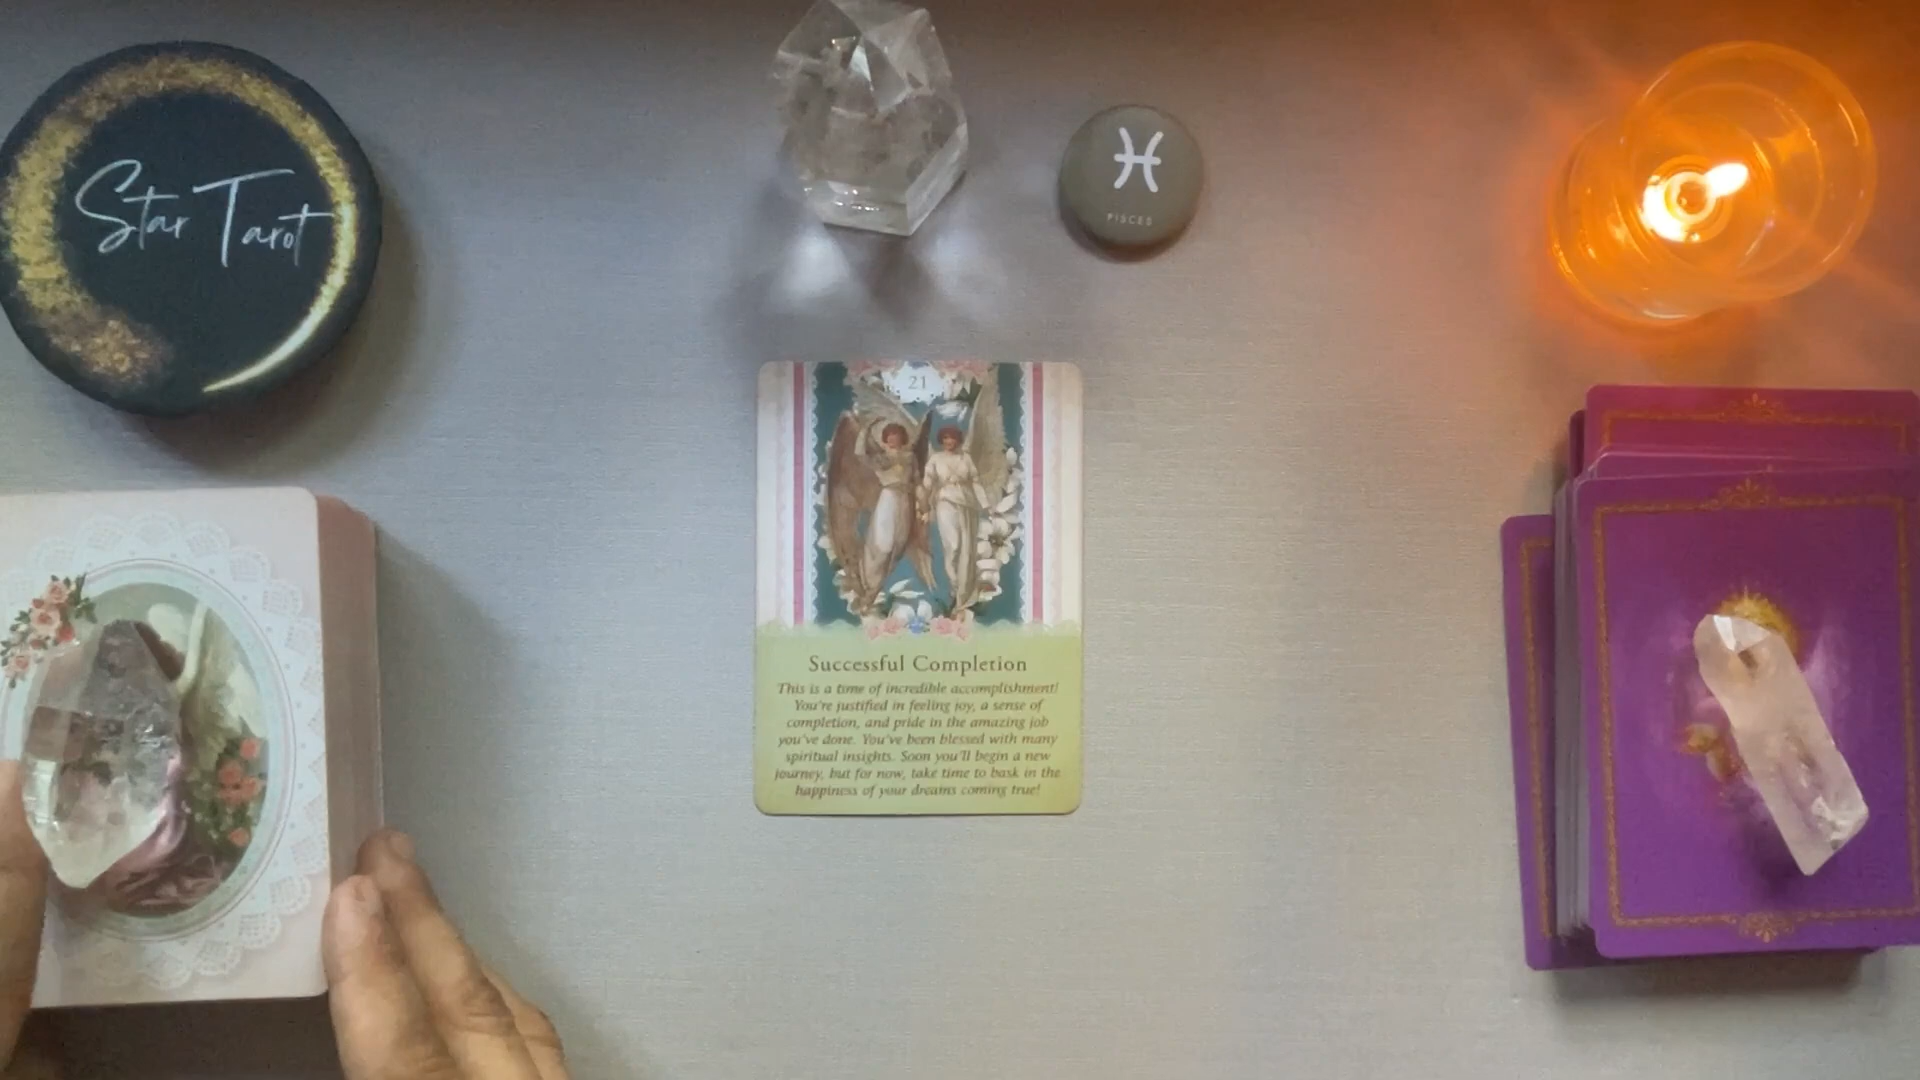 Star Tarot
PISCES
21
Successful Completion
This is a time of incredible accomplishment!
You're justified in feeling joy, a sense of
completion, and pride in the amazing job
you've done. You've been blessed with many
spiritual insights. Soon you'll begin a new
journey, but for now, take time to bask in the
happiness of your dreams coming true!